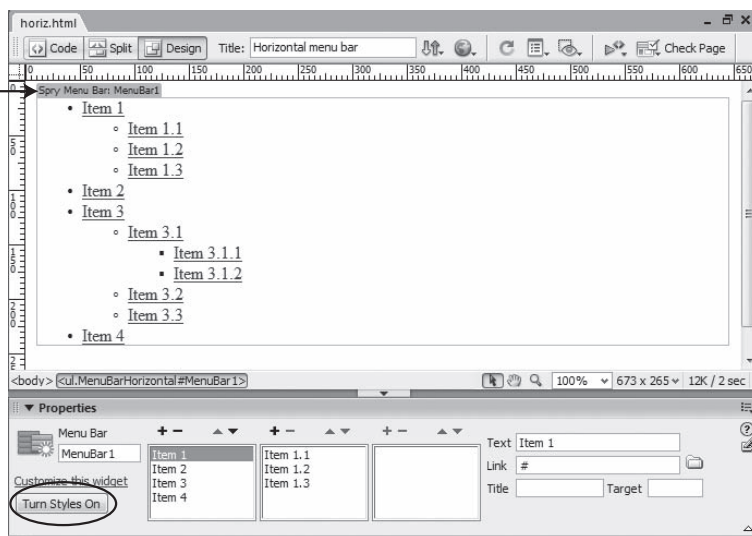 horiz.html
Code Split Design Title: Horizontal menu bar Check Page
0 50 100 150 200 250 300 350 400 450 500 550 600 650
Spry Menu Bar: MenuBar1
• Item 1
◦ Item 1.1
◦ Item 1.2
◦ Item 1.3
• Item 2
• Item 3
◦ Item 3.1
▪ Item 3.1.1
▪ Item 3.1.2
◦ Item 3.2
◦ Item 3.3
• Item 4
0
50
100
150
200
<body> <ul.MenuBarHorizontal#MenuBar1> 100% 673 x 265 12K / 2 sec
Properties
Menu Bar
MenuBar1
Customize this widget
Turn Styles On
Item 1
Item 2
Item 3
Item 4
Item 1.1
Item 1.2
Item 1.3
Text Item 1
Link #
Title Target